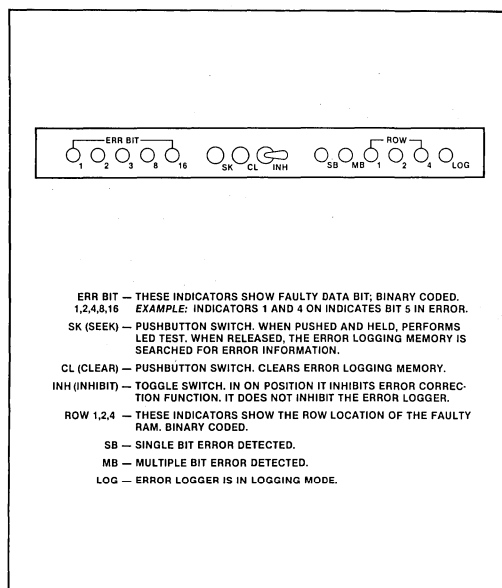 ERR BIT
ROW
1 2 3 8 16 SK CL INH SB MB 1 2 4 LOG
ERR BIT — THESE INDICATORS SHOW FAULTY DATA BIT; BINARY CODED.
1,2,4,8,16 EXAMPLE: INDICATORS 1 AND 4 ON INDICATES BIT 5 IN ERROR.
SK (SEEK) — PUSHBUTTON SWITCH. WHEN PUSHED AND HELD, PERFORMS
LED TEST. WHEN RELEASED, THE ERROR LOGGING MEMORY IS
SEARCHED FOR ERROR INFORMATION.
CL (CLEAR) — PUSHBUTTON SWITCH. CLEARS ERROR LOGGING MEMORY.
INH (INHIBIT) — TOGGLE SWITCH. IN ON POSITION IT INHIBITS ERROR CORREC-
TION FUNCTION. IT DOES NOT INHIBIT THE ERROR LOGGER.
ROW 1,2,4 — THESE INDICATORS SHOW THE ROW LOCATION OF THE FAULTY
RAM. BINARY CODED.
SB — SINGLE BIT ERROR DETECTED.
MB — MULTIPLE BIT ERROR DETECTED.
LOG — ERROR LOGGER IS IN LOGGING MODE.